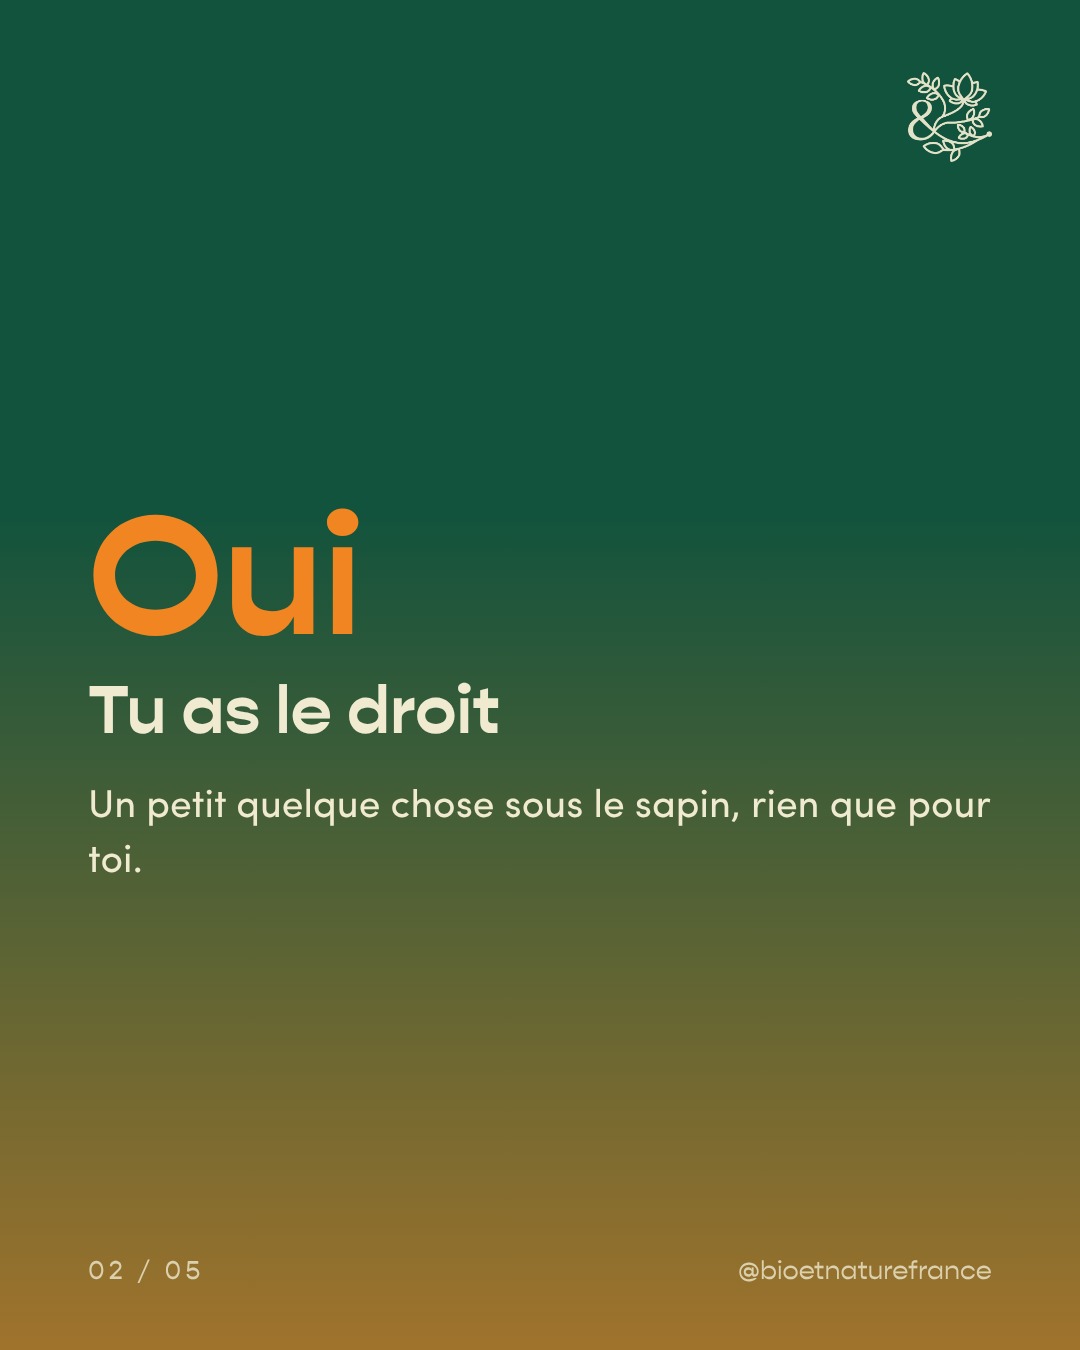 &
Oui
Tu as le droit
Un petit quelque chose sous le sapin, rien que pour
toi.
02 / 05
@bioetnaturefrance